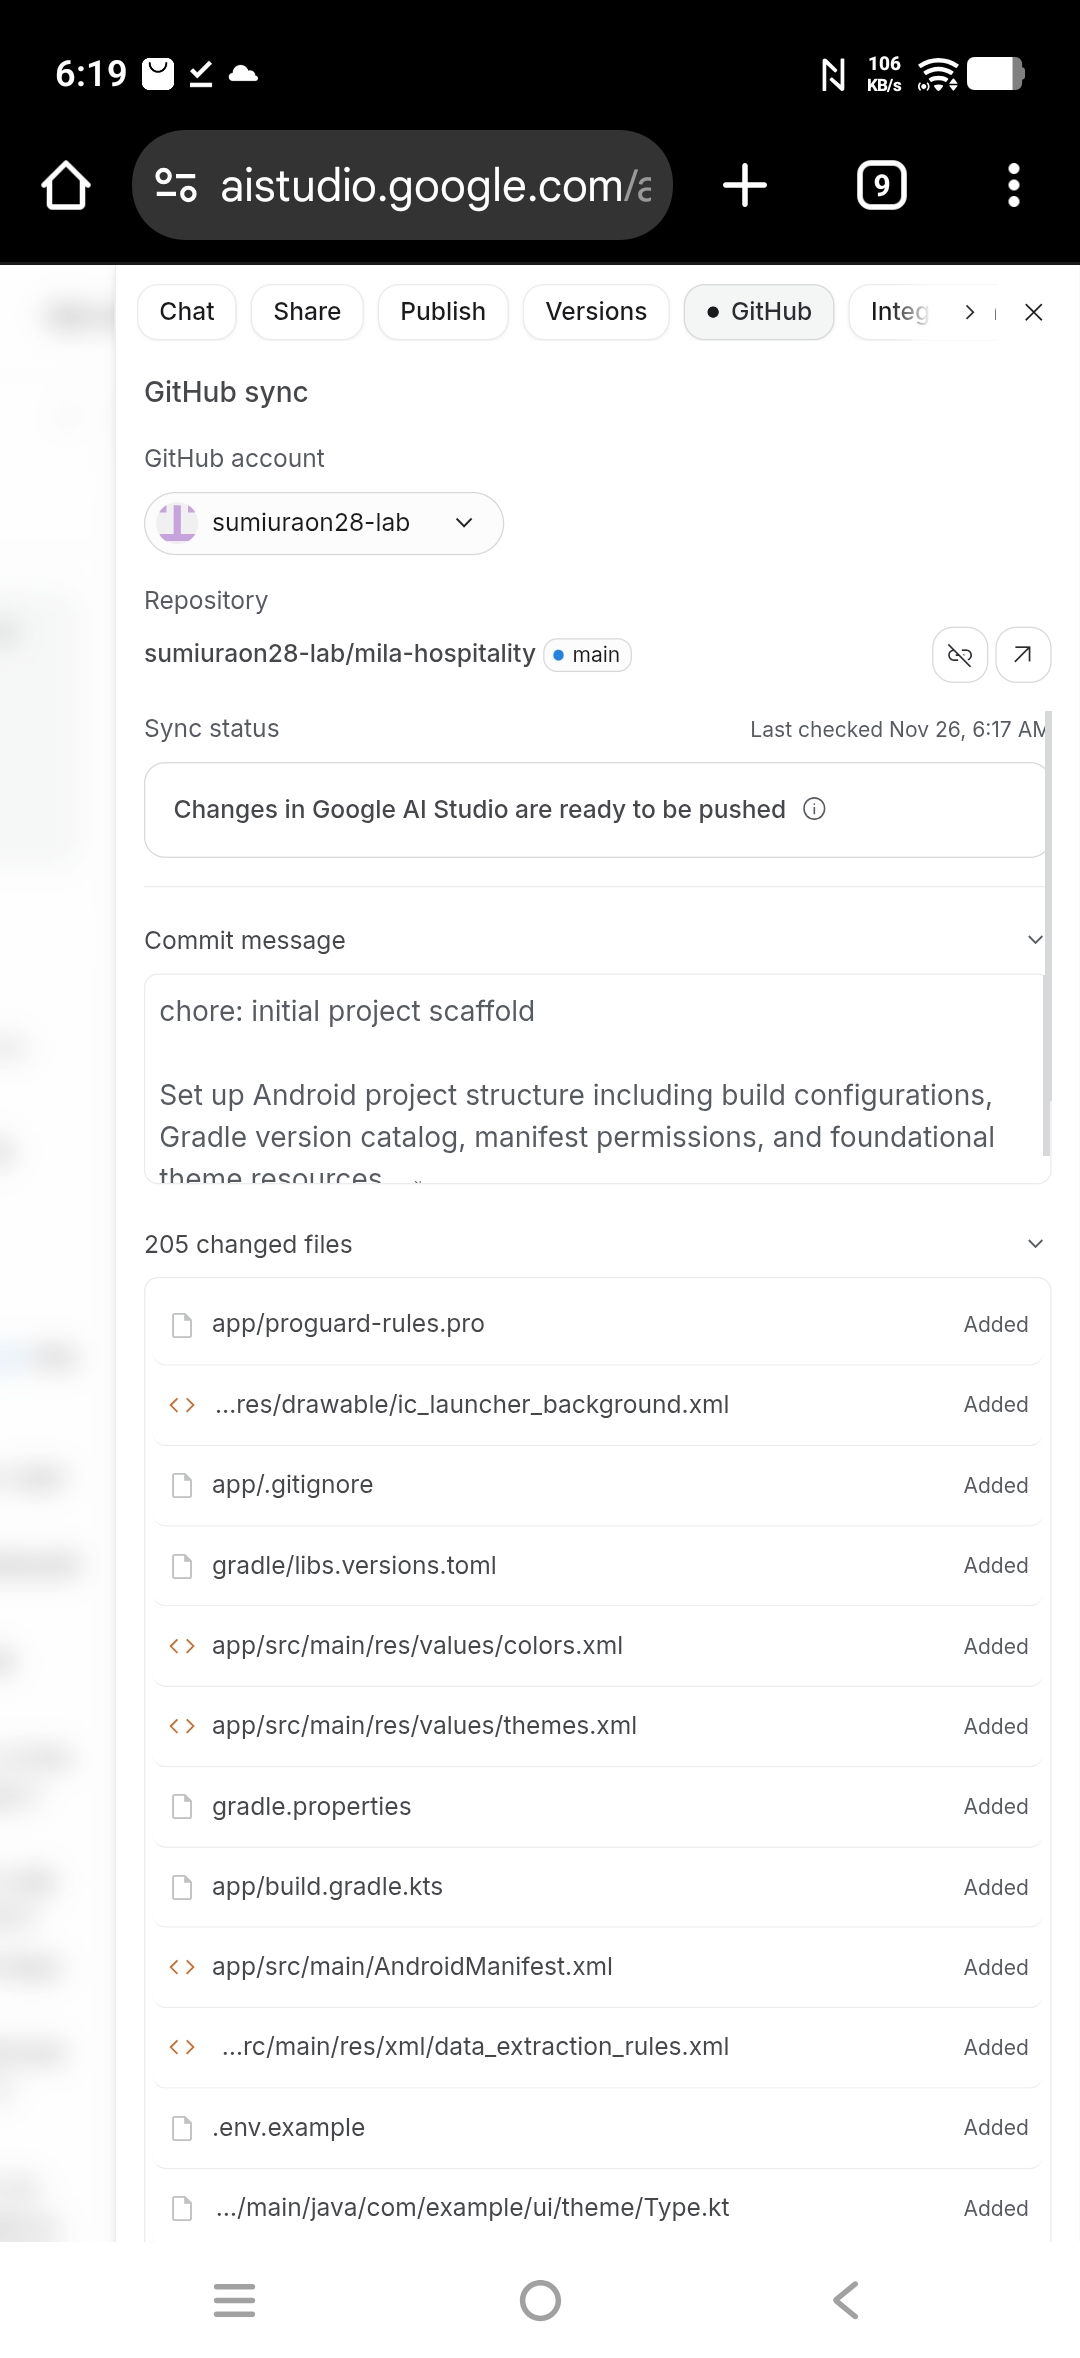 6:19
106
KB/s
aistudio.google.com/a
9
Chat
Share
Publish
Versions
GitHub
Integ
GitHub sync
GitHub account
sumiuraon28-lab
Repository
sumiuraon28-lab/mila-hospitality
main
Sync status
Last checked Nov 26, 6:17 AM
Changes in Google AI Studio are ready to be pushed
Commit message
chore: initial project scaffold
Set up Android project structure including build configurations,
Gradle version catalog, manifest permissions, and foundational
theme resources.
205 changed files
app/proguard-rules.pro
Added
...res/drawable/ic_launcher_background.xml
Added
app/.gitignore
Added
gradle/libs.versions.toml
Added
app/src/main/res/values/colors.xml
Added
app/src/main/res/values/themes.xml
Added
gradle.properties
Added
app/build.gradle.kts
Added
app/src/main/AndroidManifest.xml
Added
...rc/main/res/xml/data_extraction_rules.xml
Added
.env.example
Added
.../main/java/com/example/ui/theme/Type.kt
Added